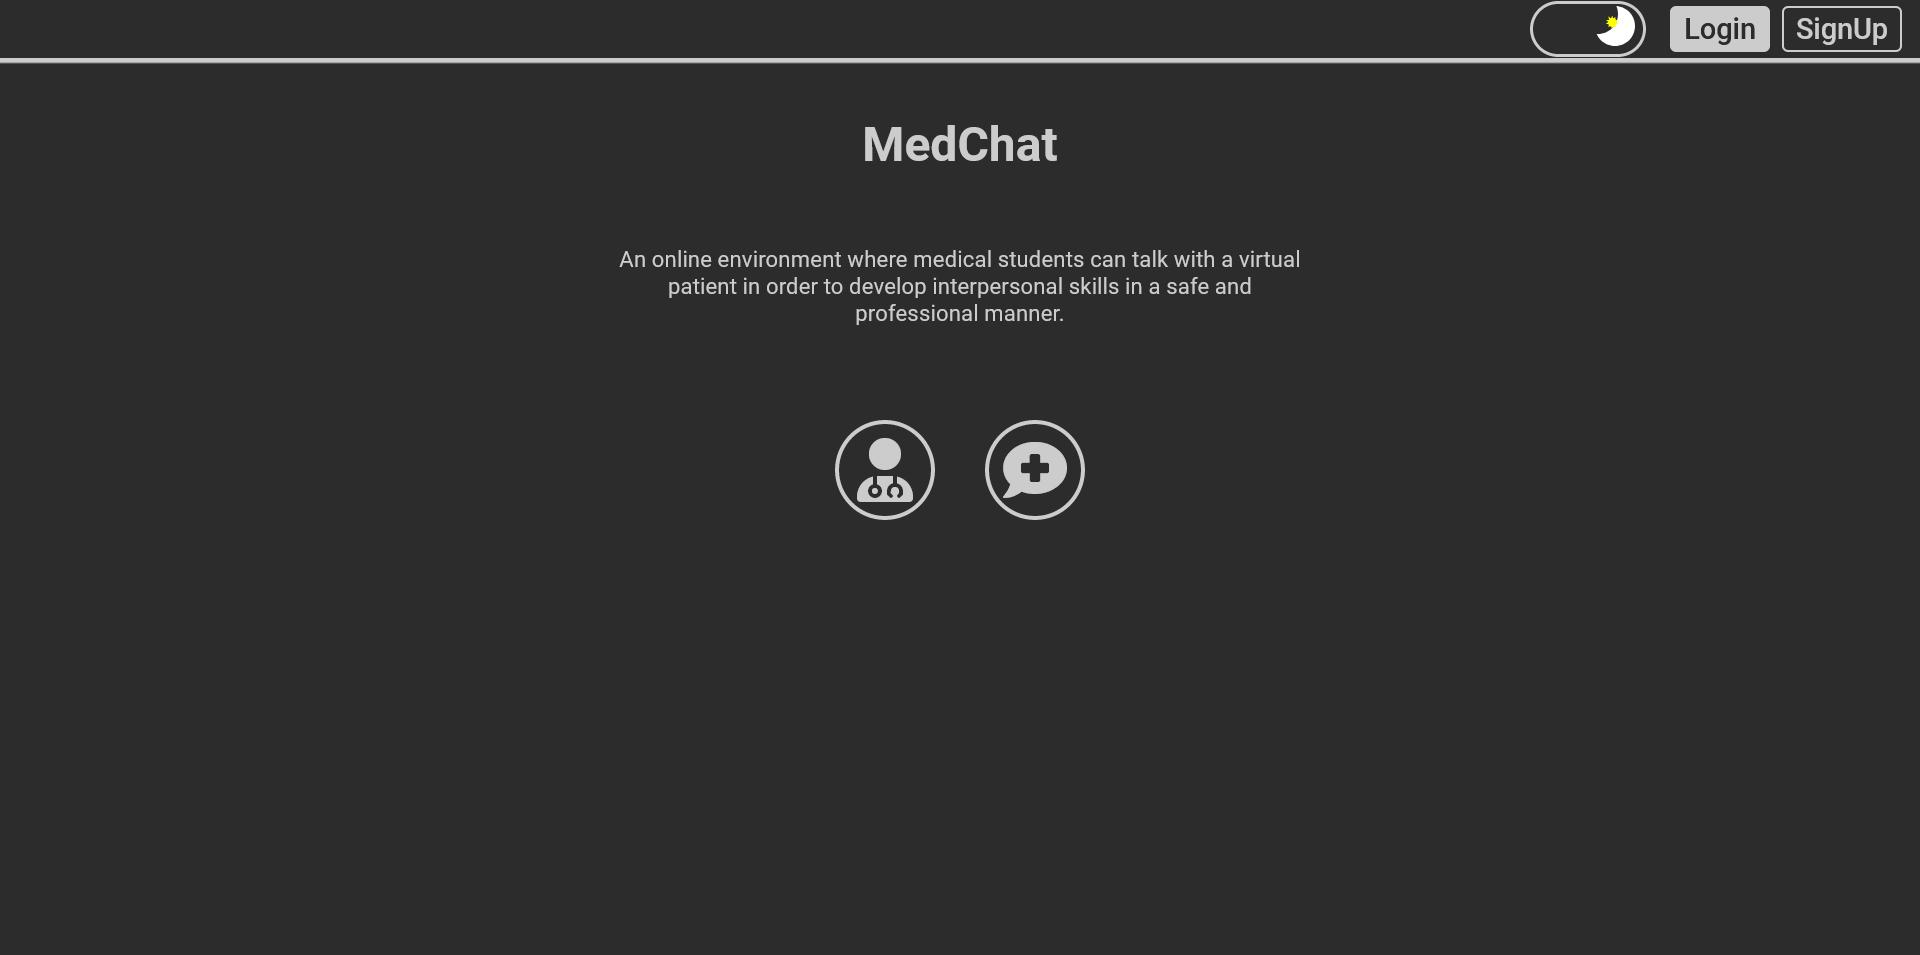 Login SignUp
MedChat
An online environment where medical students can talk with a virtual
patient in order to develop interpersonal skills in a safe and
professional manner.